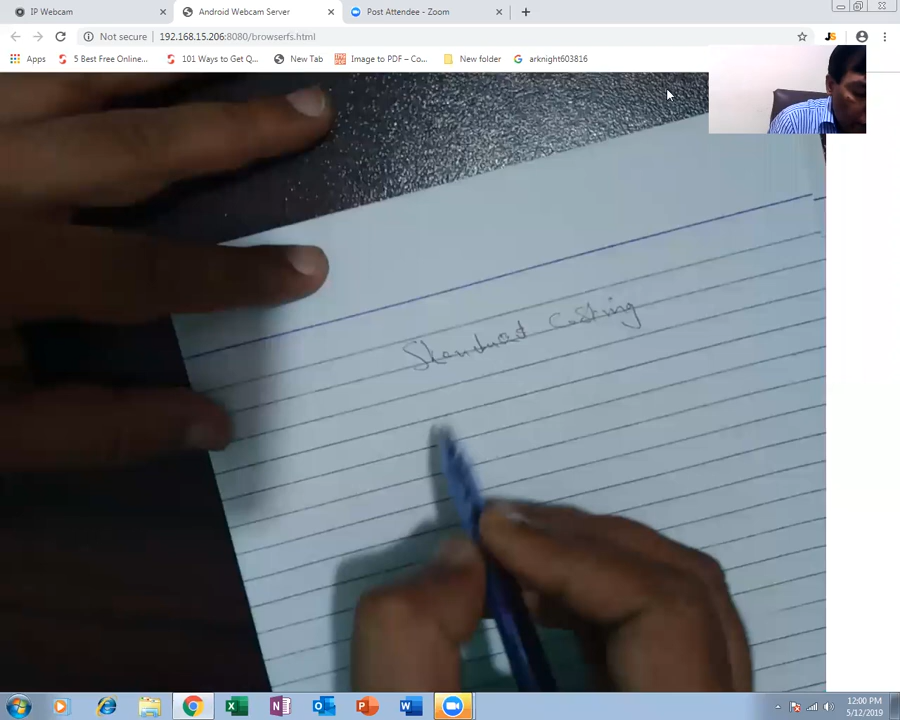 IP Webcam
Android Webcam Server
Post Attendee - Zoom
Not secure | 192.168.15.206:8080/browserfs.html
JS
Apps
5 Best Free Onlin...
101 Ways to Get Q...
New Tab
Image to PDF – Co...
New folder
arknight603816
Standard Costing
12:00 PM
5/12/2019